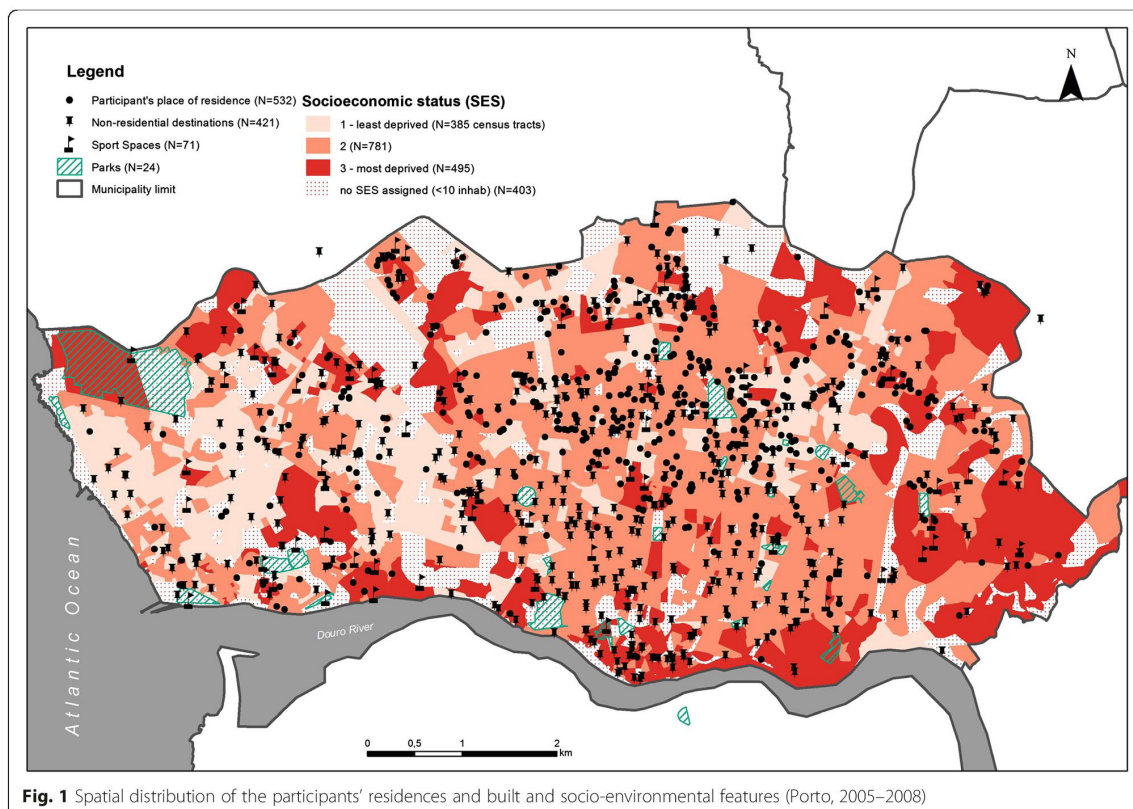 Legend
Participant's place of residence (N=532)
Non-residential destinations (N=421)
Sport Spaces (N=71)
Parks (N=24)
Municipality limit
Socioeconomic status (SES)
1 - least deprived (N=385 census tracts)
2 (N=781)
3 - most deprived (N=495)
no SES assigned (<10 inhab) (N=403)
N
Atlantic Ocean
Douro River
0 0,5 1 2
km
Fig. 1 Spatial distribution of the participants' residences and built and socio-environmental features (Porto, 2005–2008)